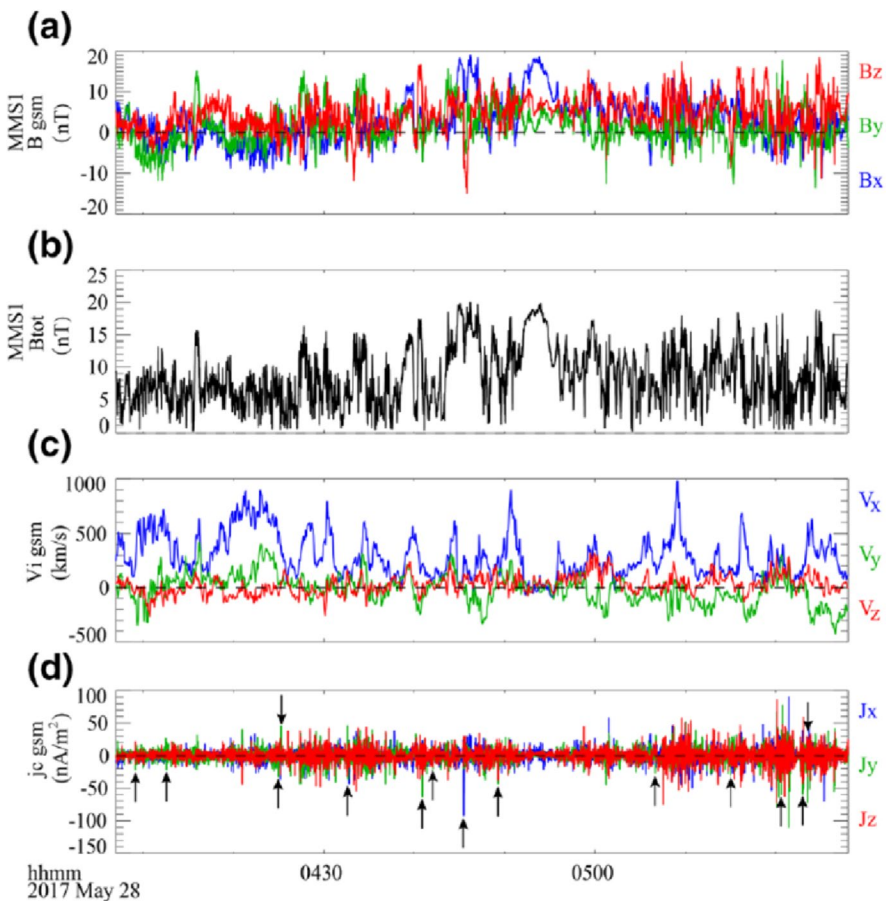 (a)
20
10
0
-10
-20
MMS1
B gsm
(nT)
Bz
By
Bx
(b)
25
20
15
10
5
0
MMS1
Btot
(nT)
(c)
1000
500
0
-500
Vi gsm
(km/s)
Vx
Vy
Vz
(d)
100
50
0
-50
-100
-150
jc gsm
(nA/m²)
Jx
Jy
Jz
hhmm
0430
0500
2017 May 28